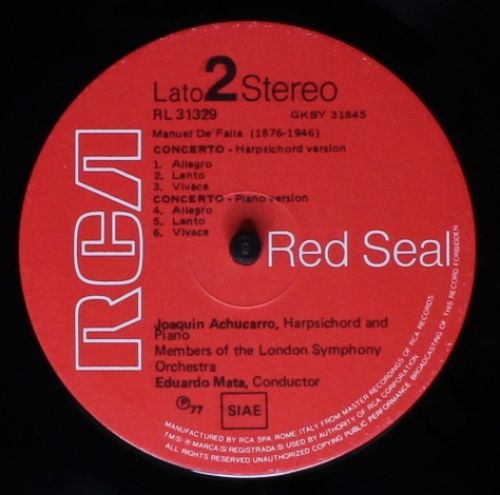 RCA
Lato 2 Stereo
RL 31329 GKBY 31845
Manuel De Falla (1876-1946)
CONCERTO - Harpsichord version
1. Allegro
2. Lento
3. Vivace
CONCERTO - Piano version
4. Allegro
5. Lento
6. Vivace
Red Seal
Joaquin Achucarro, Harpsichord and
Piano
Members of the London Symphony
Orchestra
Eduardo Mata, Conductor
℗ 77 SIAE
MANUFACTURED BY RCA SPA. ROME. ITALY FROM MASTER RECORDINGS OF RCA RECORDS
TM(S) ® MARCA(S) REGISTRADA(S) USED BY AUTHORITY OF RCA CORPORATION
ALL RIGHTS RESERVED UNAUTHORIZED COPYING PUBLIC PERFORMANCE BROADCASTING OF THIS RECORD FORBIDDEN